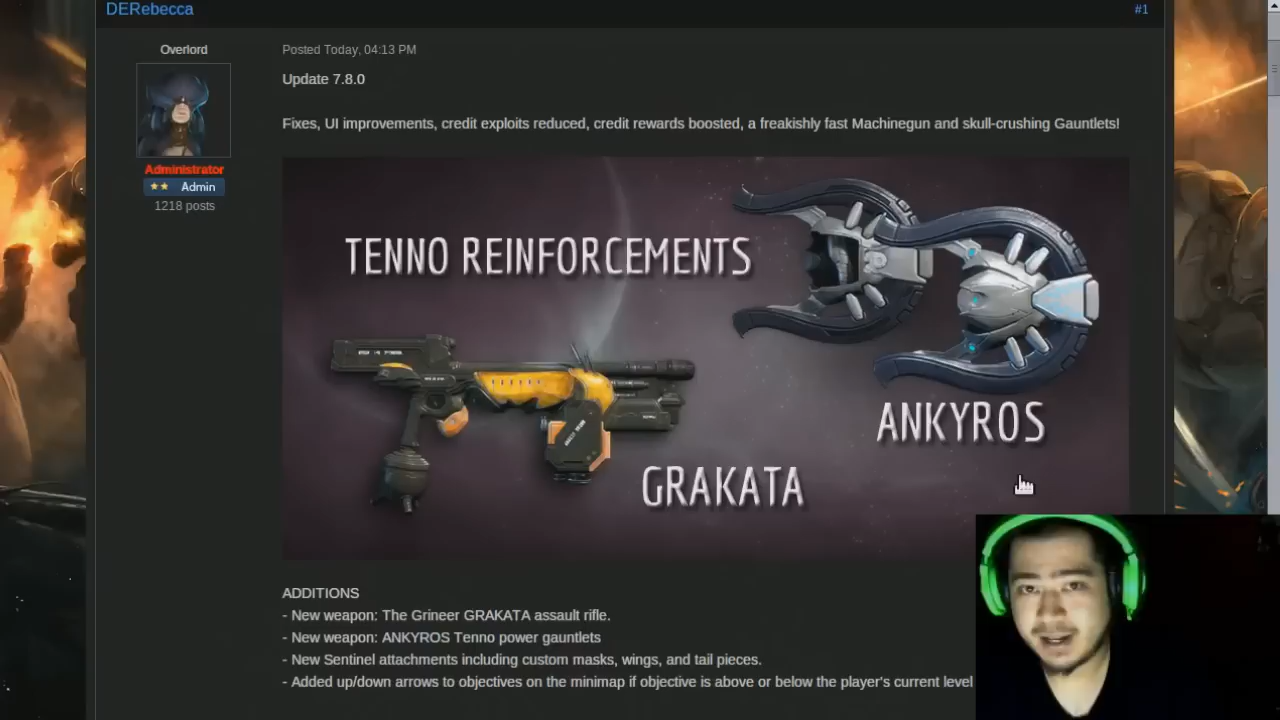 DERebecca
#1
Overlord
Posted Today, 04:13 PM
Update 7.8.0
Fixes, UI improvements, credit exploits reduced, credit rewards boosted, a freakishly fast Machinegun and skull-crushing Gauntlets!
Administrator
Admin
1218 posts
TENNO REINFORCEMENTS
ANKYROS
GRAKATA
ADDITIONS
- New weapon: The Grineer GRAKATA assault rifle.
- New weapon: ANKYROS Tenno power gauntlets
- New Sentinel attachments including custom masks, wings, and tail pieces.
- Added up/down arrows to objectives on the minimap if objective is above or below the player's current level